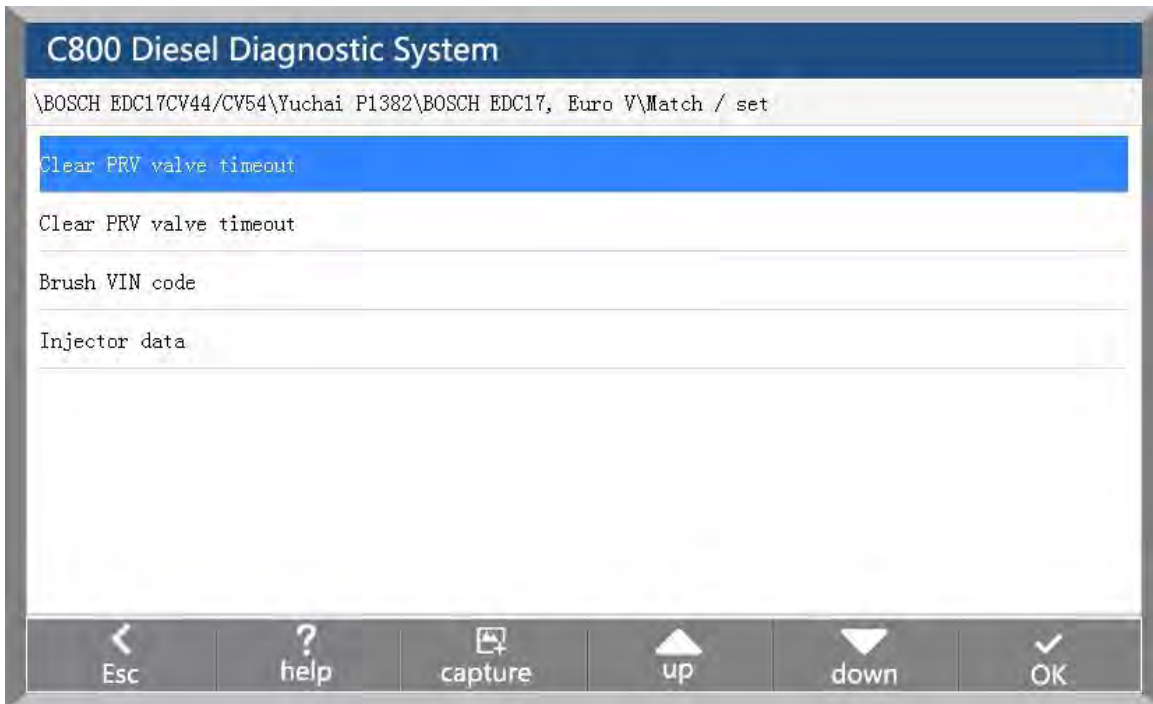 C800 Diesel Diagnostic System
\BOSCH EDC17CV44/CV54\Yuchai P1382\BOSCH EDC17, Euro V\Match / set
Clear PRV valve timeout
Clear PRV valve timeout
Brush VIN code
Injector data
Esc help capture up down OK